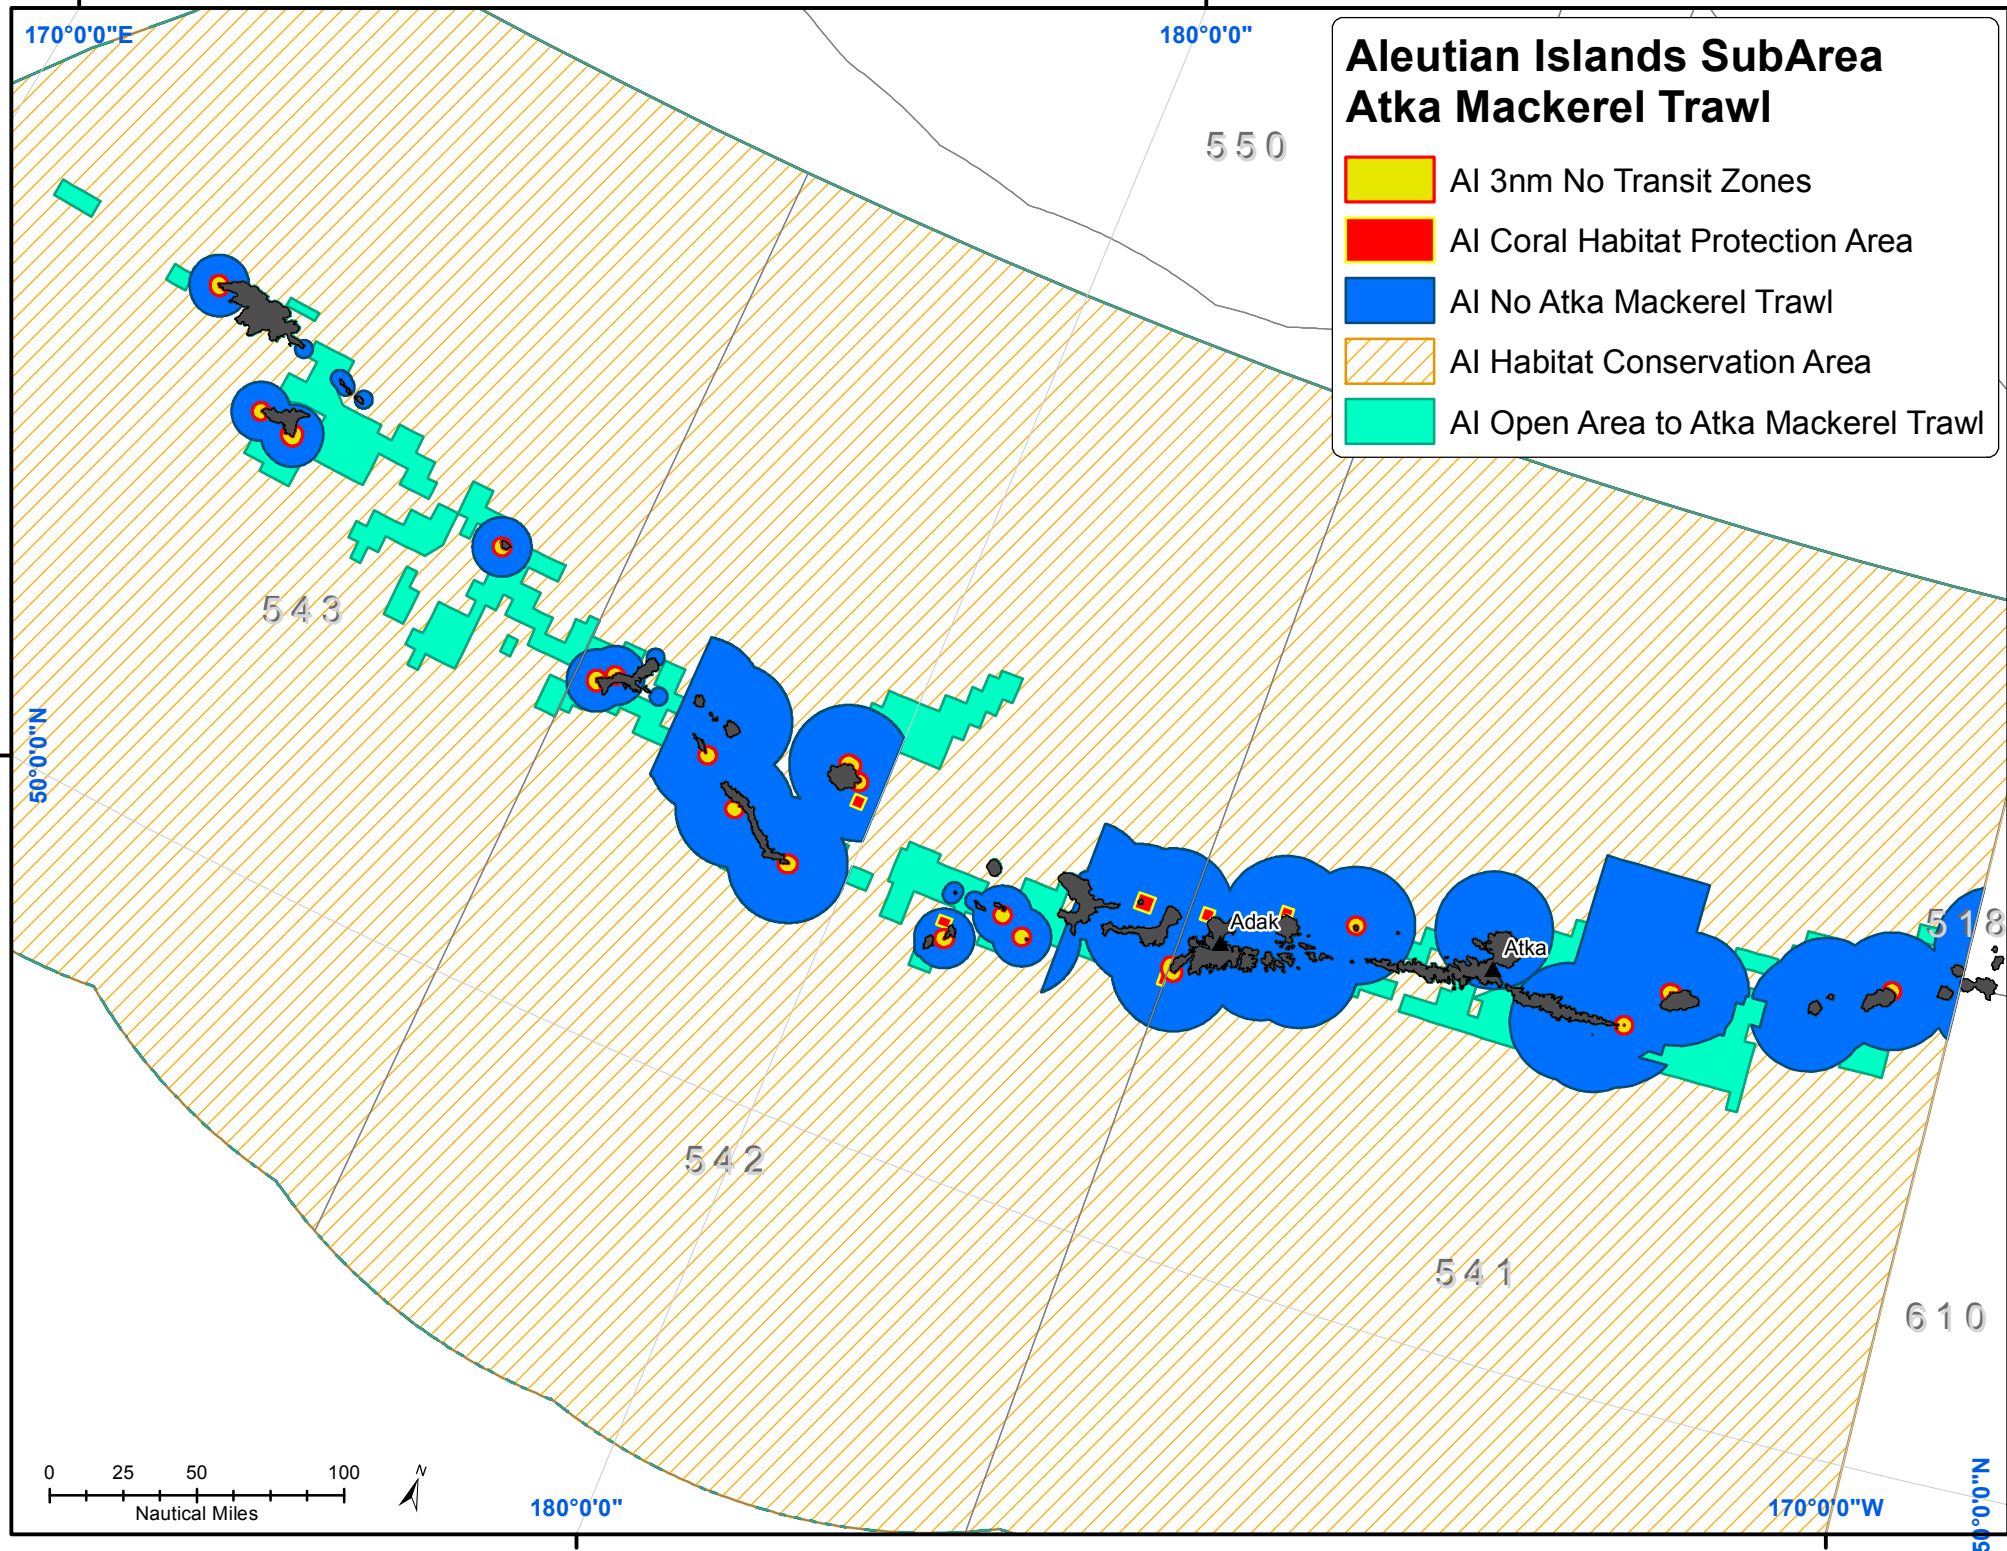 170°0'0"E
180°0'0"
Aleutian Islands SubArea
Atka Mackerel Trawl
AI 3nm No Transit Zones
AI Coral Habitat Protection Area
AI No Atka Mackerel Trawl
AI Habitat Conservation Area
AI Open Area to Atka Mackerel Trawl
550
543
50°0'0"N
Adak
Atka
518
542
541
610
0 25 50 100
Nautical Miles
N
180°0'0"
170°0'0"W
50°0'0"N